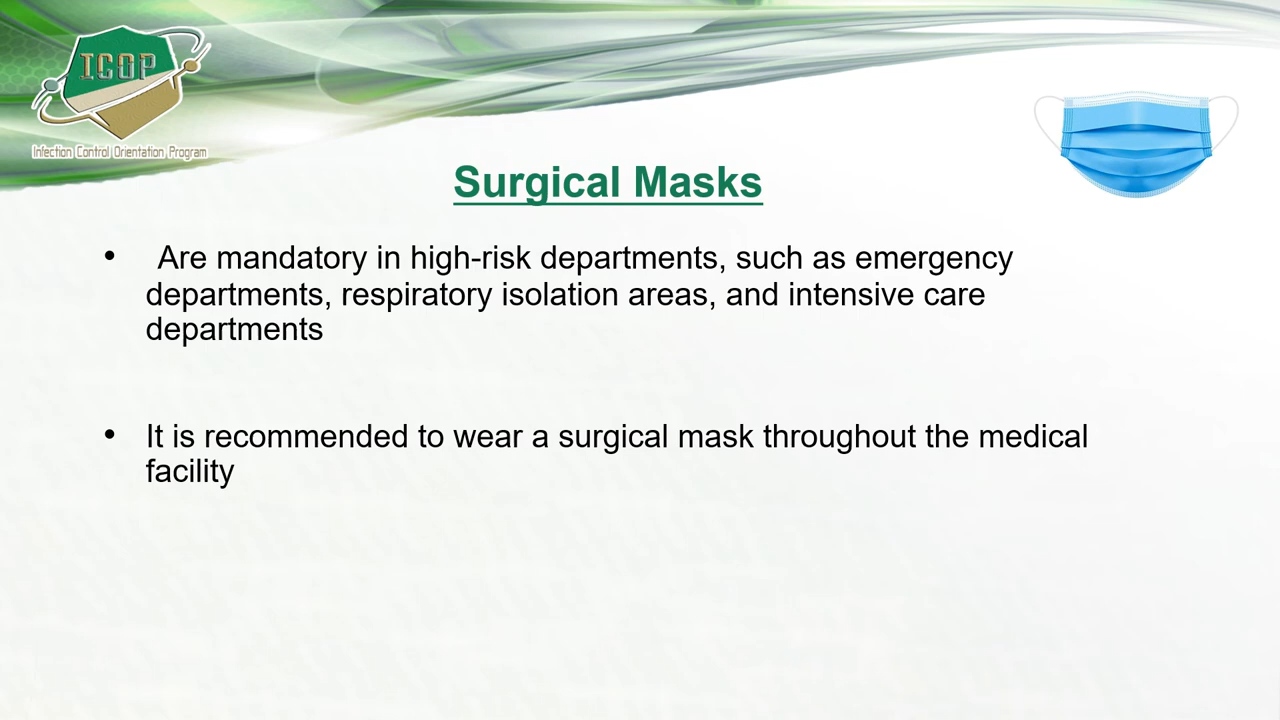 ICOP
Infection Control Orientation Program
Surgical Masks
• Are mandatory in high-risk departments, such as emergency
departments, respiratory isolation areas, and intensive care
departments
• It is recommended to wear a surgical mask throughout the medical
facility